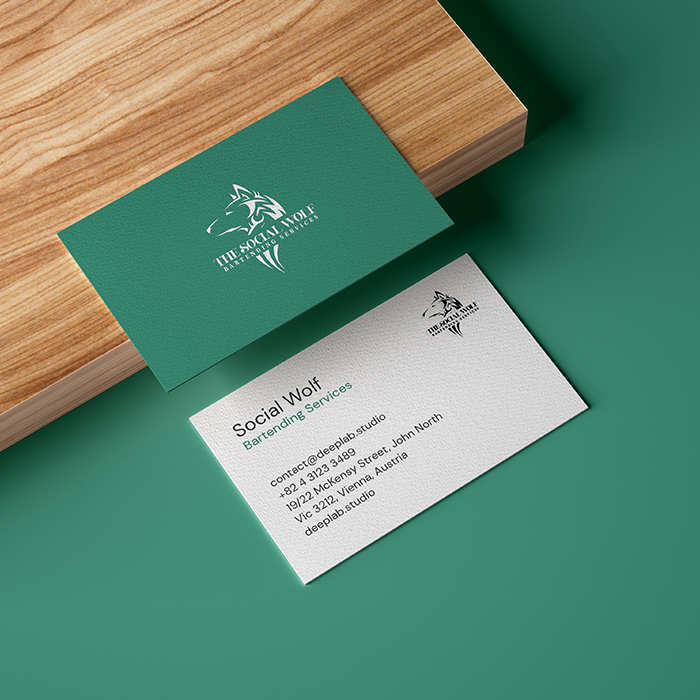 THE SOCIAL WOLF
BARTENDING SERVICES
THE SOCIAL WOLF
BARTENDING SERVICES
Social Wolf
Bartending Services
contact@deeplab.studio
+82 4 3123 3489
19/22 McKensy Street, John North
Vic 3212, Vienna, Austria
deeplab.studio